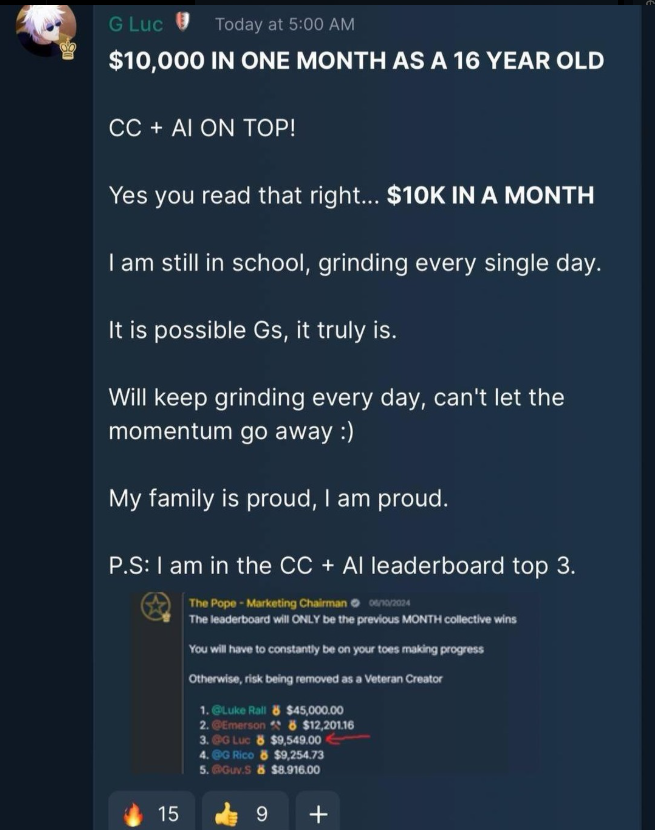 G Luc Today at 5:00 AM
$10,000 IN ONE MONTH AS A 16 YEAR OLD
CC + AI ON TOP!
Yes you read that right... $10K IN A MONTH
I am still in school, grinding every single day.
It is possible Gs, it truly is.
Will keep grinding every day, can't let the
momentum go away :)
My family is proud, I am proud.
P.S: I am in the CC + AI leaderboard top 3.
The Pope - Marketing Chairman 06/10/2024
The leaderboard will ONLY be the previous MONTH collective wins
You will have to constantly be on your toes making progress
Otherwise, risk being removed as a Veteran Creator
1. @Luke Rall 🥇 $45,000.00
2. @Emerson ⚒ 🥇 $12,201.16
3. @G Luc 🥇 $9,549.00
4. @G Rico 🥇 $9,254.73
5. @Guv.S 🥇 $8.916.00
🔥 15 👍 9 +